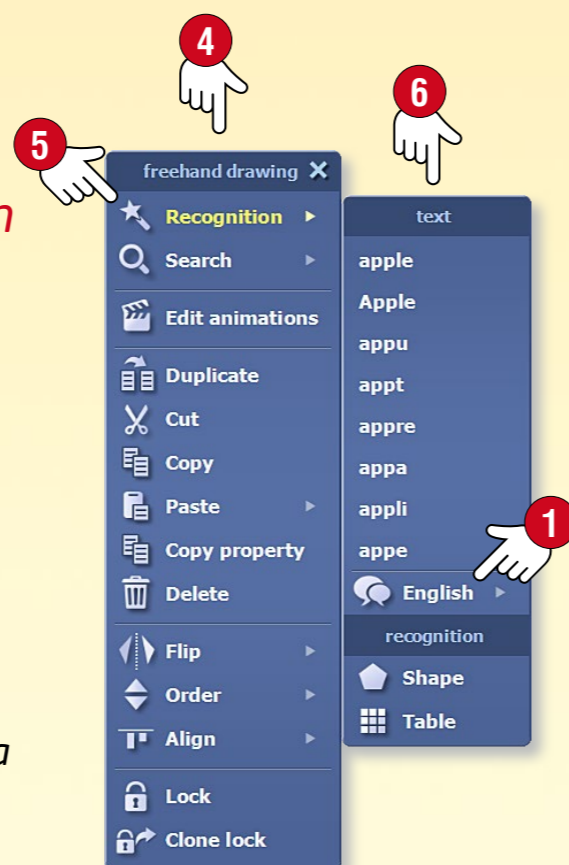 4
6
5
freehand drawing
n
Recognition
Search
Edit animations
Duplicate
Cut
Copy
Paste
Copy property
Delete
Flip
Order
Align
a
Lock
Clone lock
text
apple
Apple
appu
appt
appre
appa
appli
appe
1
English
recognition
Shape
Table